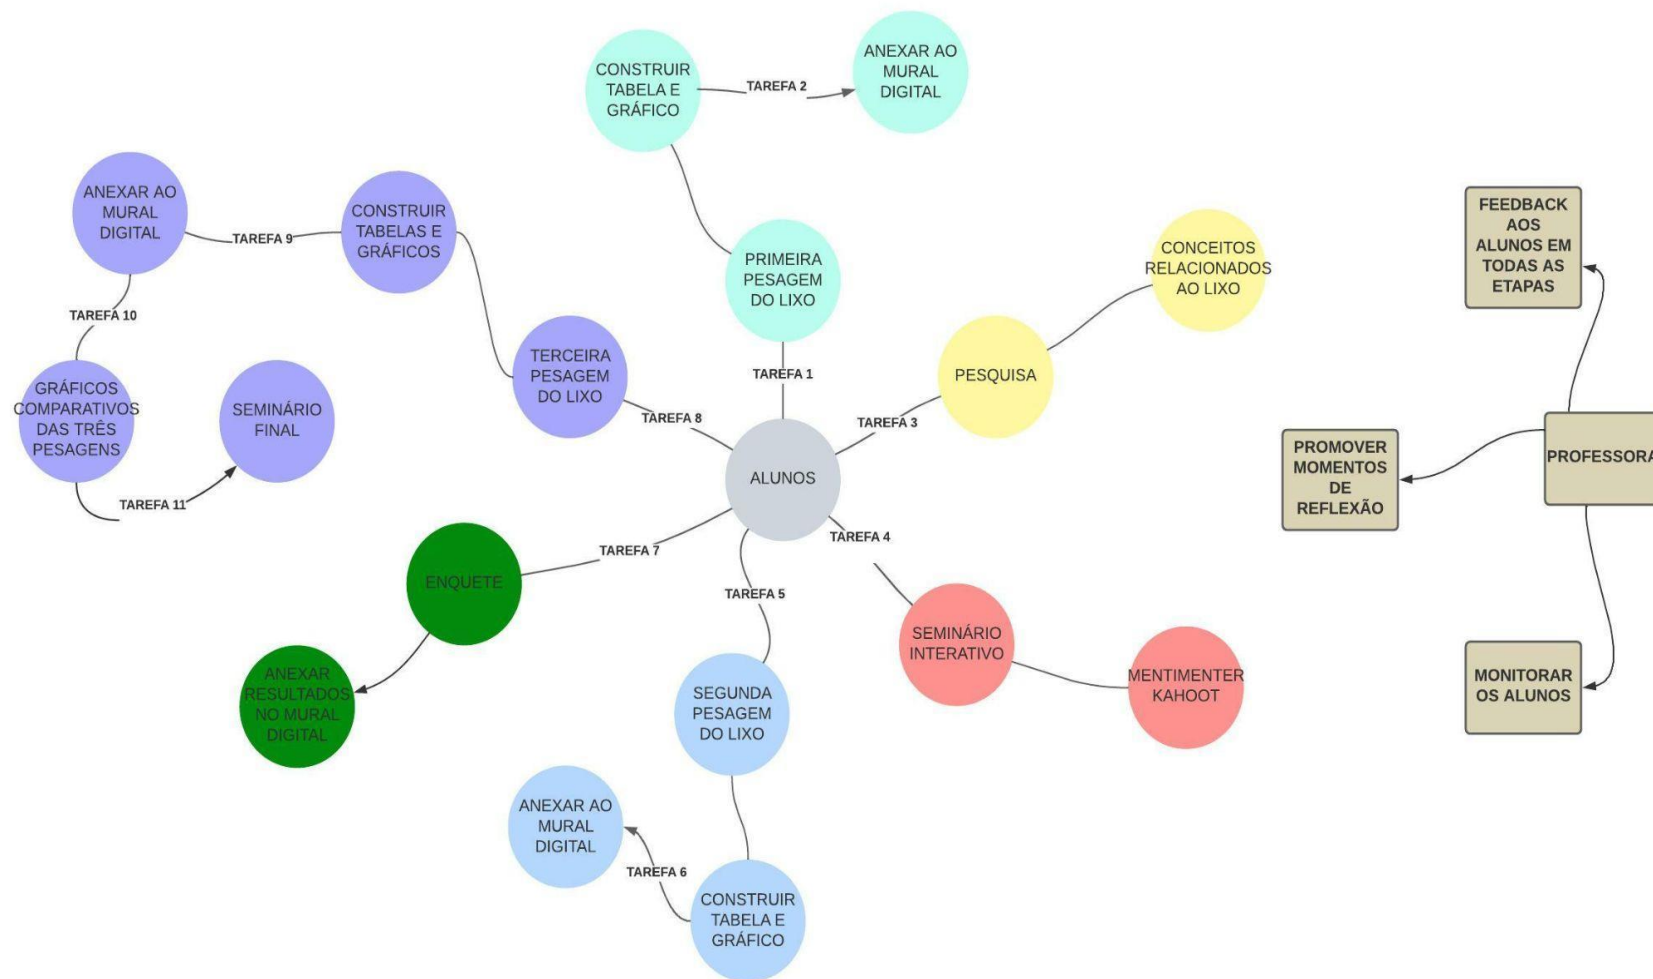 CONSTRUIR
TABELA E
GRÁFICO
TAREFA 2
ANEXAR AO
MURAL
DIGITAL
PRIMEIRA
PESAGEM
DO LIXO
TAREFA 1
ANEXAR AO
MURAL
DIGITAL
TAREFA 9
CONSTRUIR
TABELAS E
GRÁFICOS
TAREFA 10
GRÁFICOS
COMPARATIVOS
DAS TRÊS
PESAGENS
TAREFA 11
SEMINÁRIO
FINAL
TERCEIRA
PESAGEM
DO LIXO
TAREFA 8
ALUNOS
TAREFA 3
PESQUISA
CONCEITOS
RELACIONADOS
AO LIXO
TAREFA 4
SEMINÁRIO
INTERATIVO
MENTIMENTER
KAHOOT
TAREFA 7
ENQUETE
ANEXAR
RESULTADOS
NO MURAL
DIGITAL
TAREFA 5
SEGUNDA
PESAGEM
DO LIXO
ANEXAR AO
MURAL
DIGITAL
TAREFA 6
CONSTRUIR
TABELA E
GRÁFICO
FEEDBACK
AOS
ALUNOS EM
TODAS AS
ETAPAS
PROMOVER
MOMENTOS
DE
REFLEXÃO
PROFESSORA
MONITORAR
OS ALUNOS